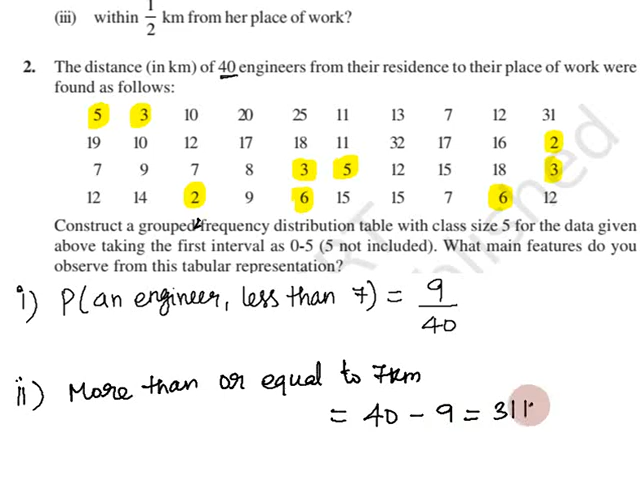 (iii) within 1/2 km from her place of work?
2. The distance (in km) of 40 engineers from their residence to their place of work were
found as follows:
5 3 10 20 25 11 13 7 12 31
19 10 12 17 18 11 32 17 16 2
7 9 7 8 3 5 12 15 18 3
12 14 2 9 6 15 15 7 6 12
Construct a grouped frequency distribution table with class size 5 for the data given
above taking the first interval as 0-5 (5 not included). What main features do you
observe from this tabular representation?
i) P(an engineer, less than 7) = 9/40
ii) More than or equal to 7km
= 40 - 9 = 31